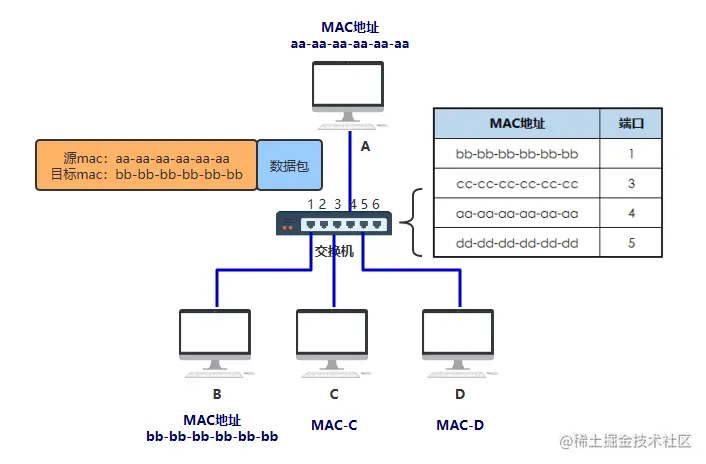 MAC地址
aa-aa-aa-aa-aa-aa
A
源mac：aa-aa-aa-aa-aa-aa
目标mac：bb-bb-bb-bb-bb-bb
数据包
MAC地址 端口
bb-bb-bb-bb-bb-bb 1
cc-cc-cc-cc-cc-cc 3
aa-aa-aa-aa-aa-aa 4
dd-dd-dd-dd-dd-dd 5
1 2 3 4 5 6
交换机
B C D
MAC地址
bb-bb-bb-bb-bb-bb
MAC-C
MAC-D
@稀土掘金技术社区